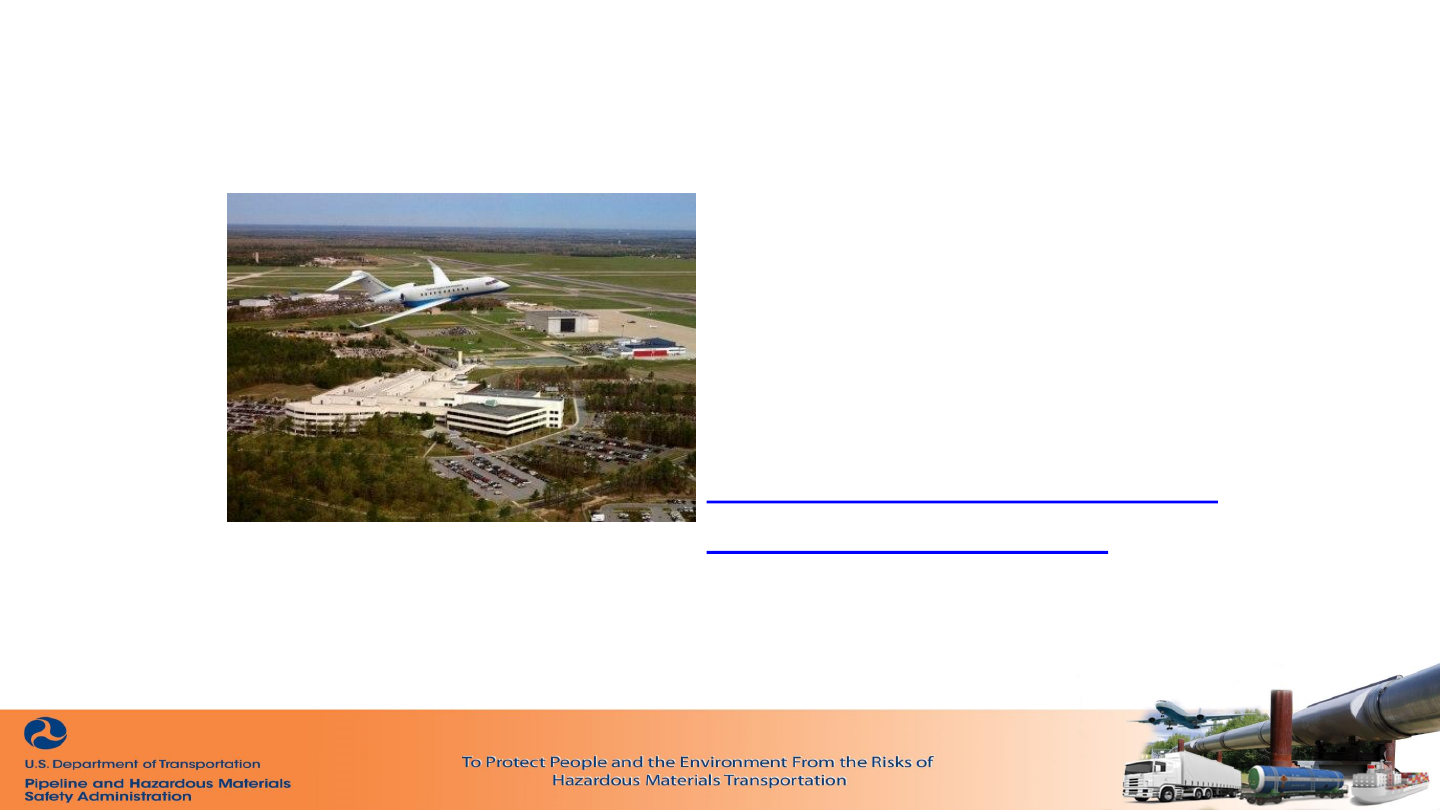 U.S. Department of Transportation
Pipeline and Hazardous Materials
Safety Administration
To Protect People and the Environment From the Risks of
Hazardous Materials Transportation